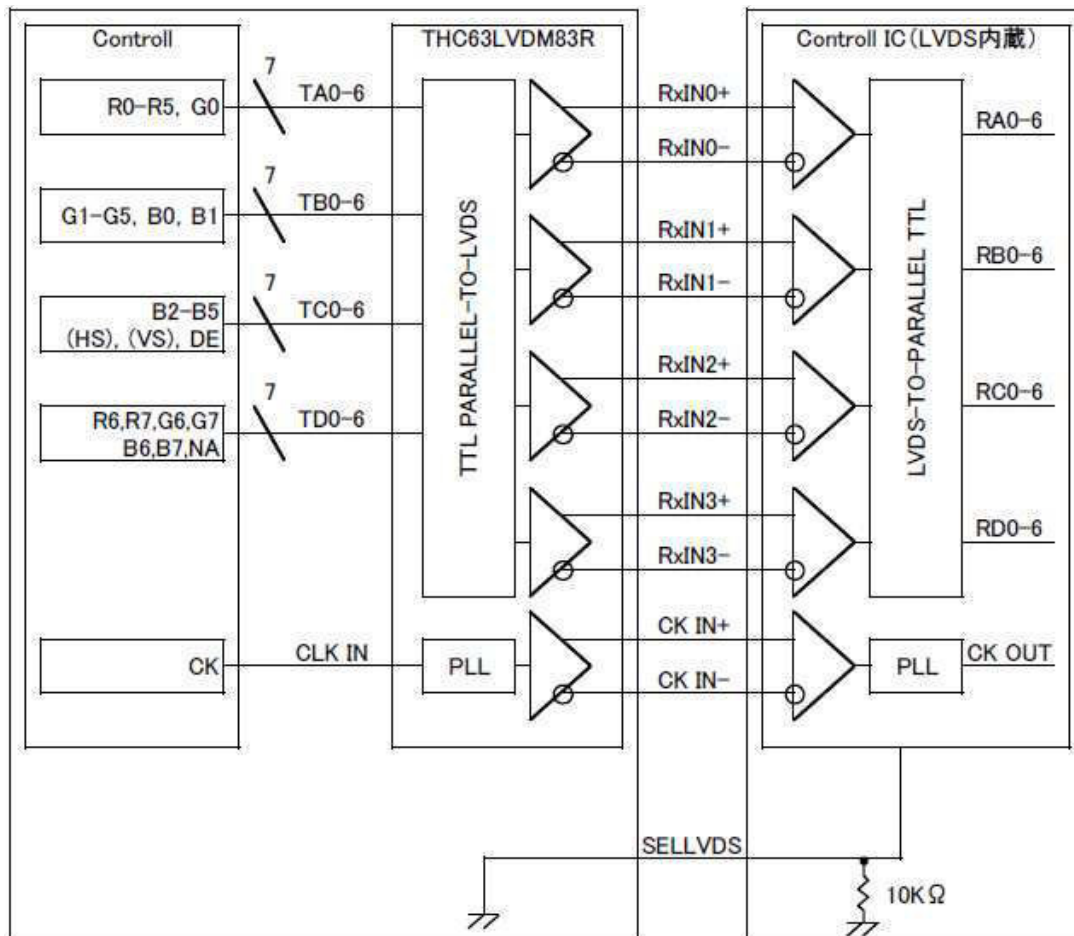 Controll
THC63LVDM83R
Controll IC(LVDS内蔵)
R0-R5, G0
7
TA0-6
RxIN0+
RxIN0-
RA0-6
G1-G5, B0, B1
7
TB0-6
RxIN1+
RxIN1-
RB0-6
B2-B5
(HS), (VS), DE
7
TC0-6
RxIN2+
RxIN2-
RC0-6
R6,R7,G6,G7
B6,B7,NA
7
TD0-6
RxIN3+
RxIN3-
RD0-6
TTL PARALLEL-TO-LVDS
LVDS-TO-PARALLEL TTL
CK
CLK IN
PLL
CK IN+
CK IN-
PLL
CK OUT
SELLVDS
10KΩ